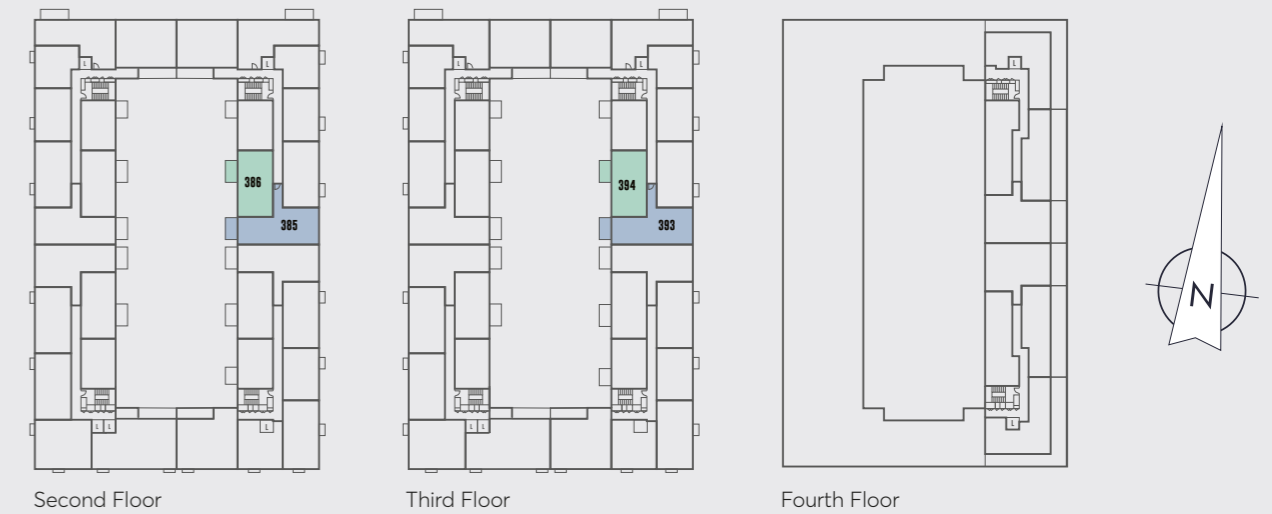 L L L L L
386 394
385 393
N
L L L L L L
Second Floor Third Floor Fourth Floor